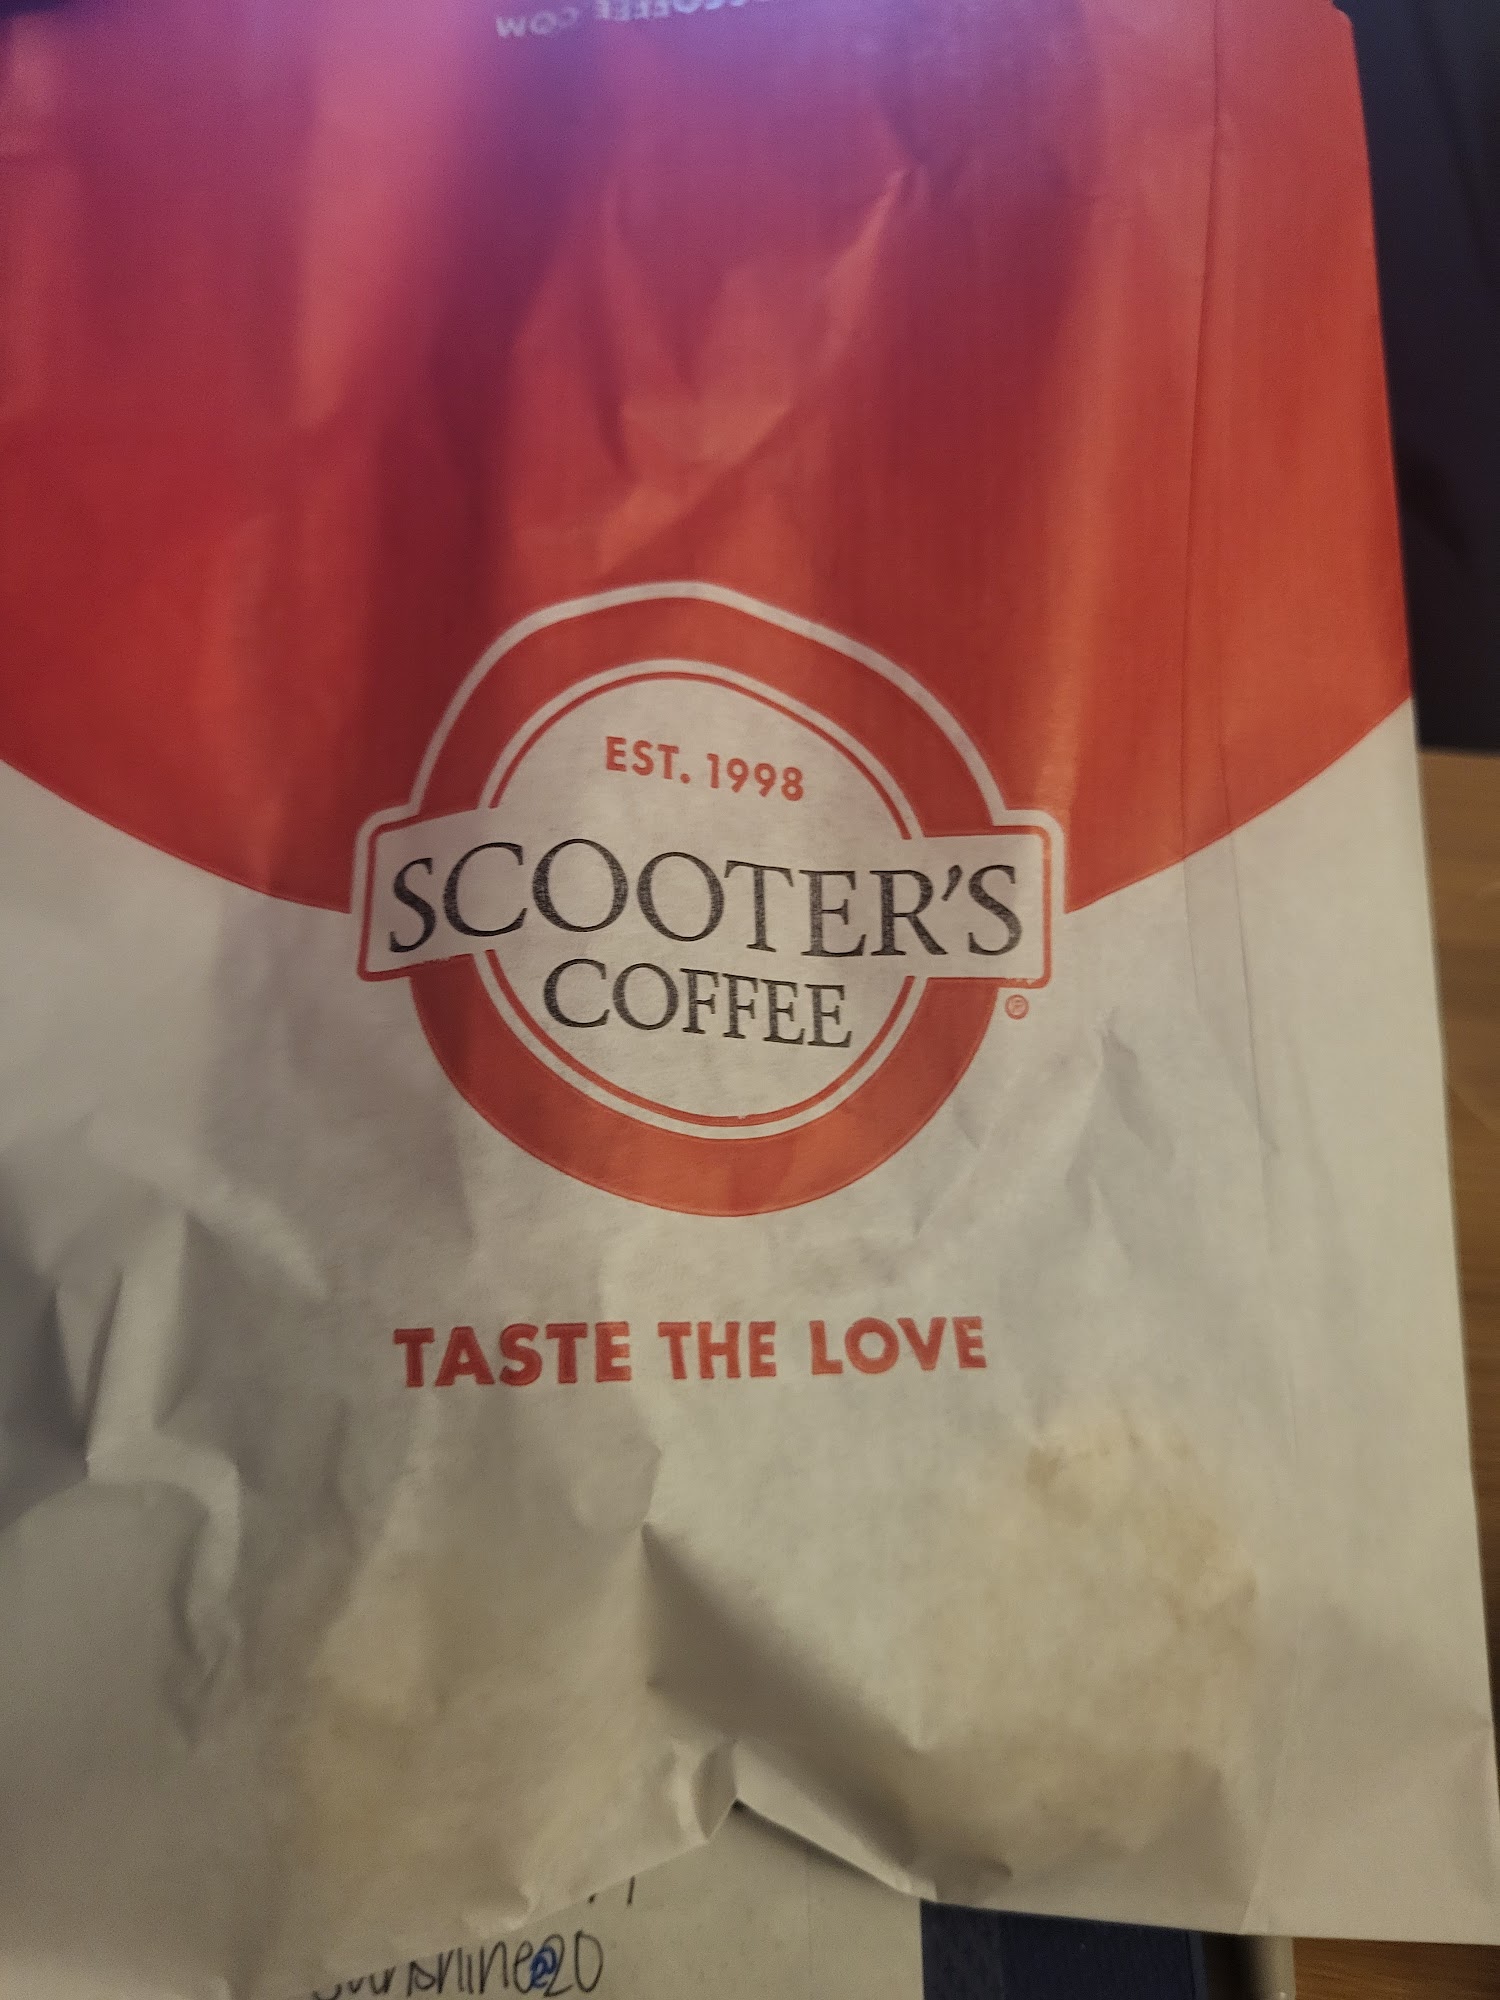 EST. 1998
SCOOTER'S
COFFEE
®
TASTE THE LOVE